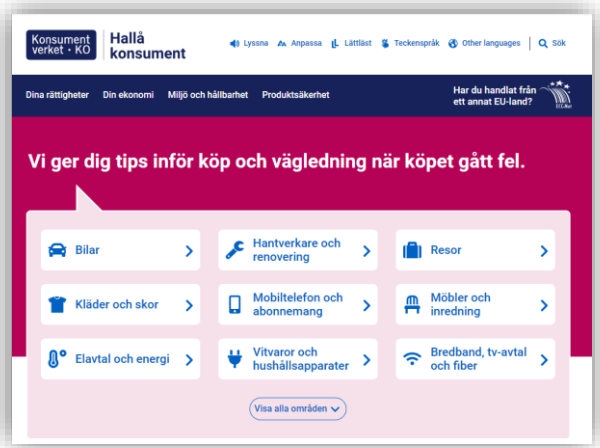 Konsument
verket • KO
Hallå
konsument
Lyssna Anpassa Lättläst Teckenspråk Other languages Sök
Dina rättigheter Din ekonomi Miljö och hållbarhet Produktsäkerhet
Har du handlat från
ett annat EU-land?
ECC-Net
Vi ger dig tips inför köp och vägledning när köpet gått fel.
Bilar
Hantverkare och
renovering
Resor
Kläder och skor
Mobiltelefon och
abonnemang
Möbler och
inredning
Elavtal och energi
Vitvaror och
hushållsapparater
Bredband, tv-avtal
och fiber
Visa alla områden